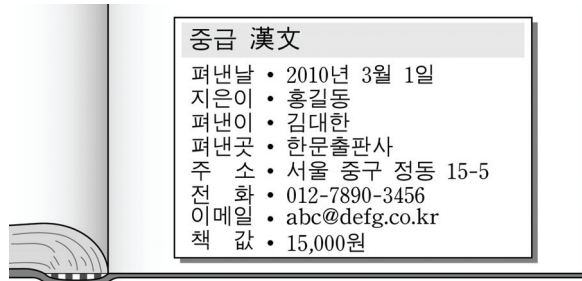 중급 漢文
펴낸날 • 2010년 3월 1일
지은이 • 홍길동
펴낸이 • 김대한
펴낸곳 • 한문출판사
주 소 • 서울 중구 정동 15-5
전 화 • 012-7890-3456
이메일 • abc@defg.co.kr
책 값 • 15,000원